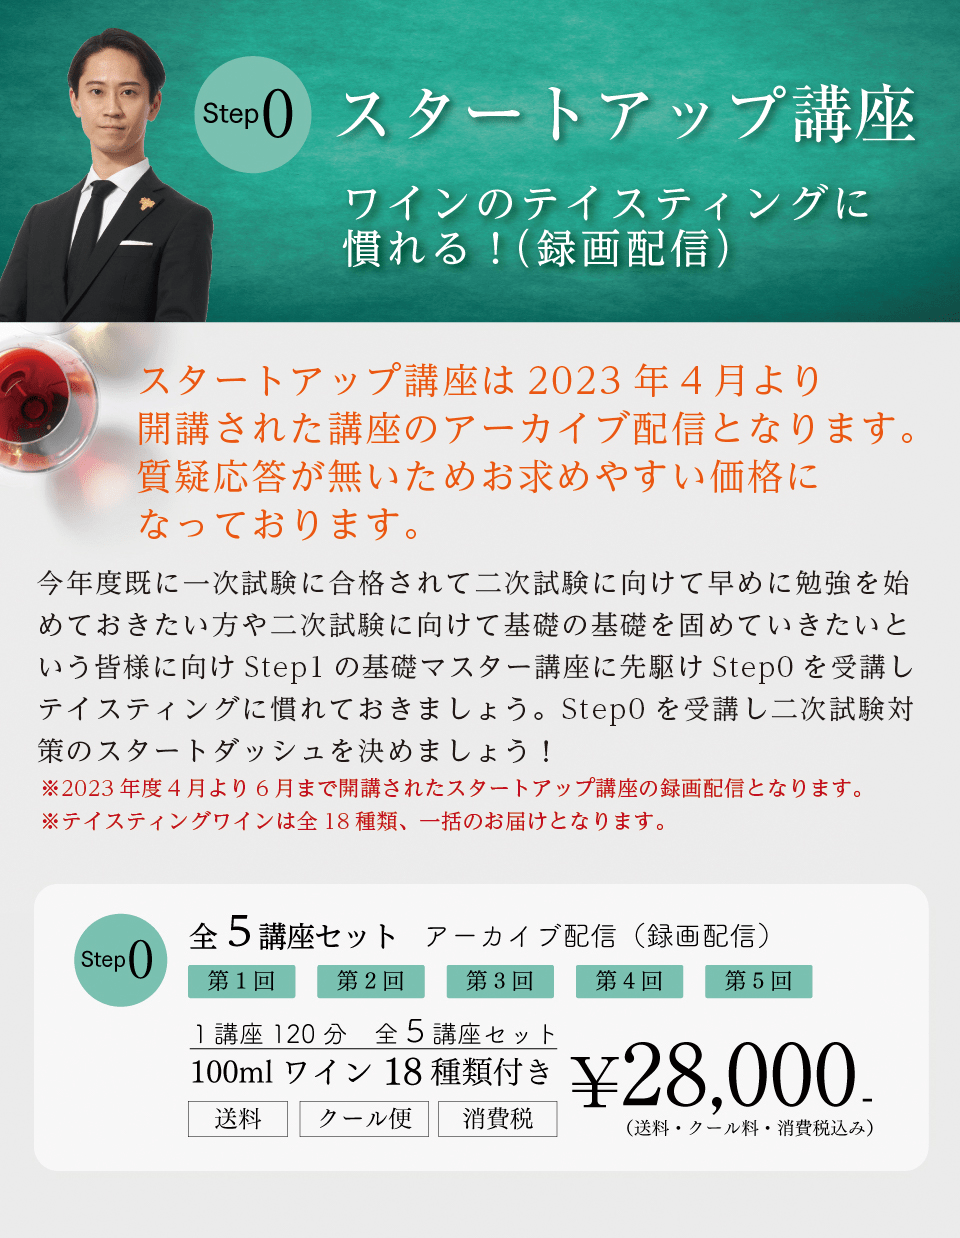 Step0
スタートアップ講座
ワインのテイスティングに
慣れる！（録画配信）
スタートアップ講座は2023年4月より
開講された講座のアーカイブ配信となります。
質疑応答が無いためお求めやすい価格に
なっております。
今年度既に一次試験に合格されて二次試験に向けて早めに勉強を始
めておきたい方や二次試験に向けて基礎の基礎を固めていきたいと
いう皆様に向けStep1の基礎マスター講座に先駆けStep0を受講し
テイスティングに慣れておきましょう。Step0を受講し二次試験対
策のスタートダッシュを決めましょう！
※2023年度4月より6月まで開講されたスタートアップ講座の録画配信となります。
※テイスティングワインは全18種類、一括のお届けとなります。
Step0
全5講座セット　アーカイブ配信（録画配信）
第1回　第2回　第3回　第4回　第5回
1講座120分　全5講座セット
100mlワイン18種類付き
送料　クール便　消費税
¥28,000-
（送料・クール料・消費税込み）